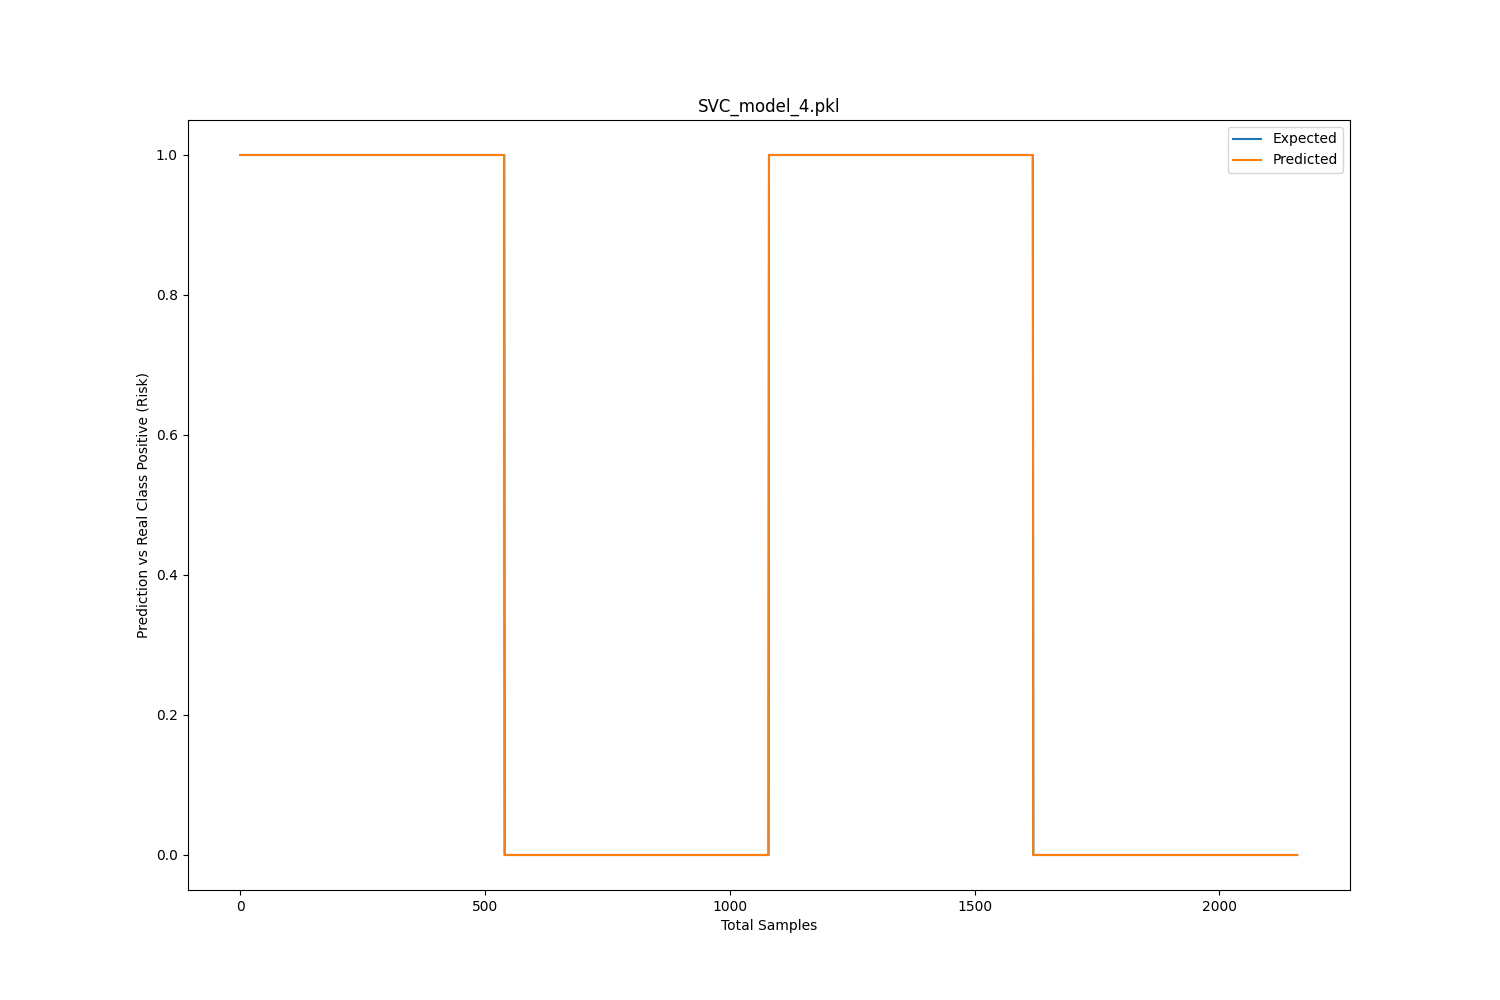 SVC_model_4.pkl
Expected
Predicted
1.0
0.8
0.6
0.4
0.2
0.0
Prediction vs Real Class Positive (Risk)
0 500 1000 1500 2000
Total Samples